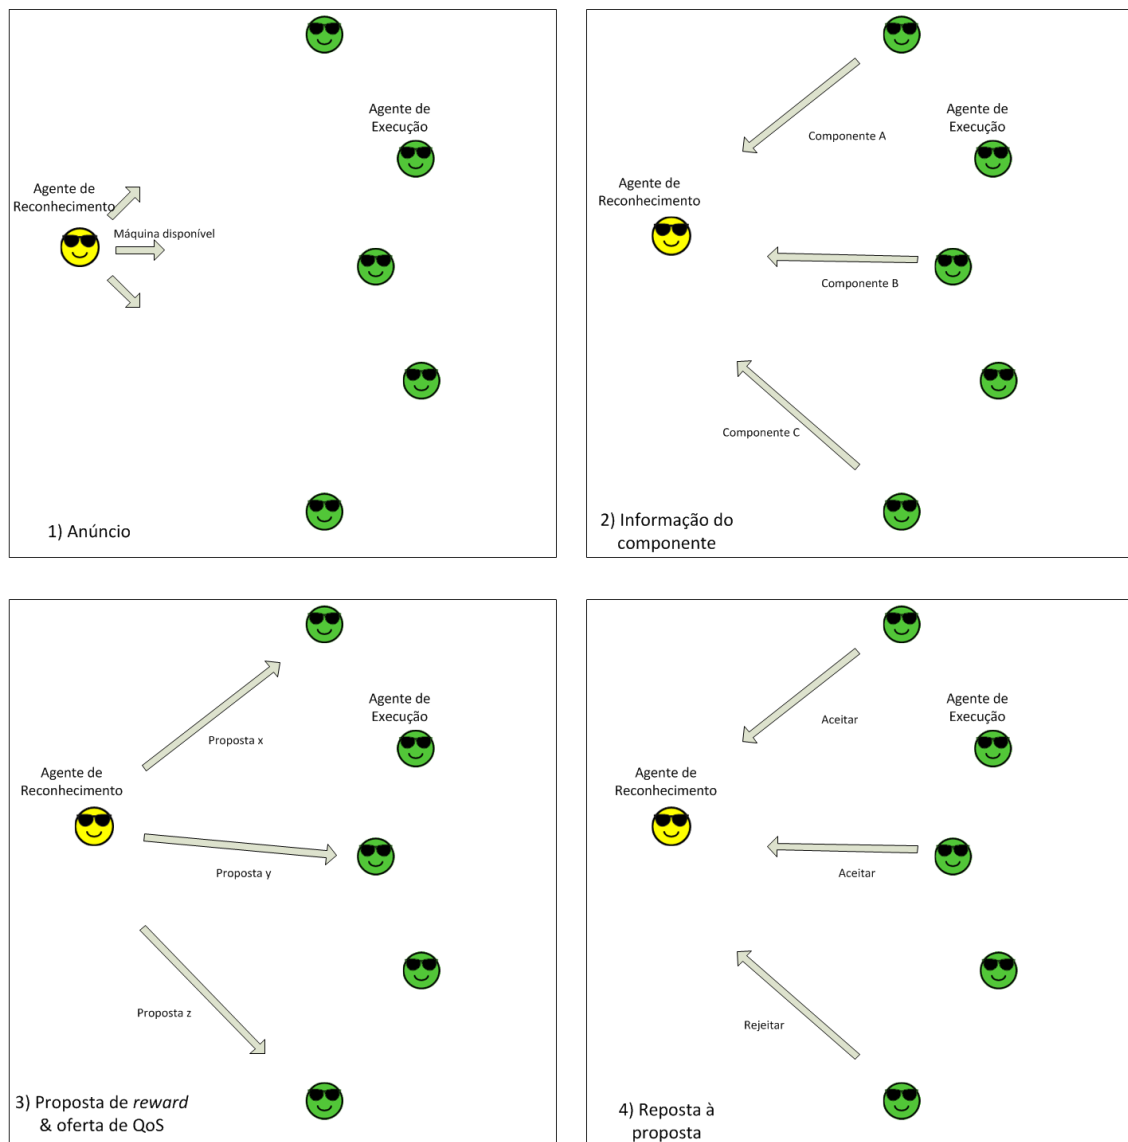 Agente de
Execução
Agente de
Reconhecimento
Máquina disponível
1) Anúncio
Componente A
Agente de
Execução
Agente de
Reconhecimento
Componente B
Componente C
2) Informação do
componente
Agente de
Execução
Proposta x
Agente de
Reconhecimento
Proposta y
Proposta z
3) Proposta de reward
& oferta de QoS
Agente de
Execução
Aceitar
Agente de
Reconhecimento
Aceitar
Rejeitar
4) Reposta à
proposta